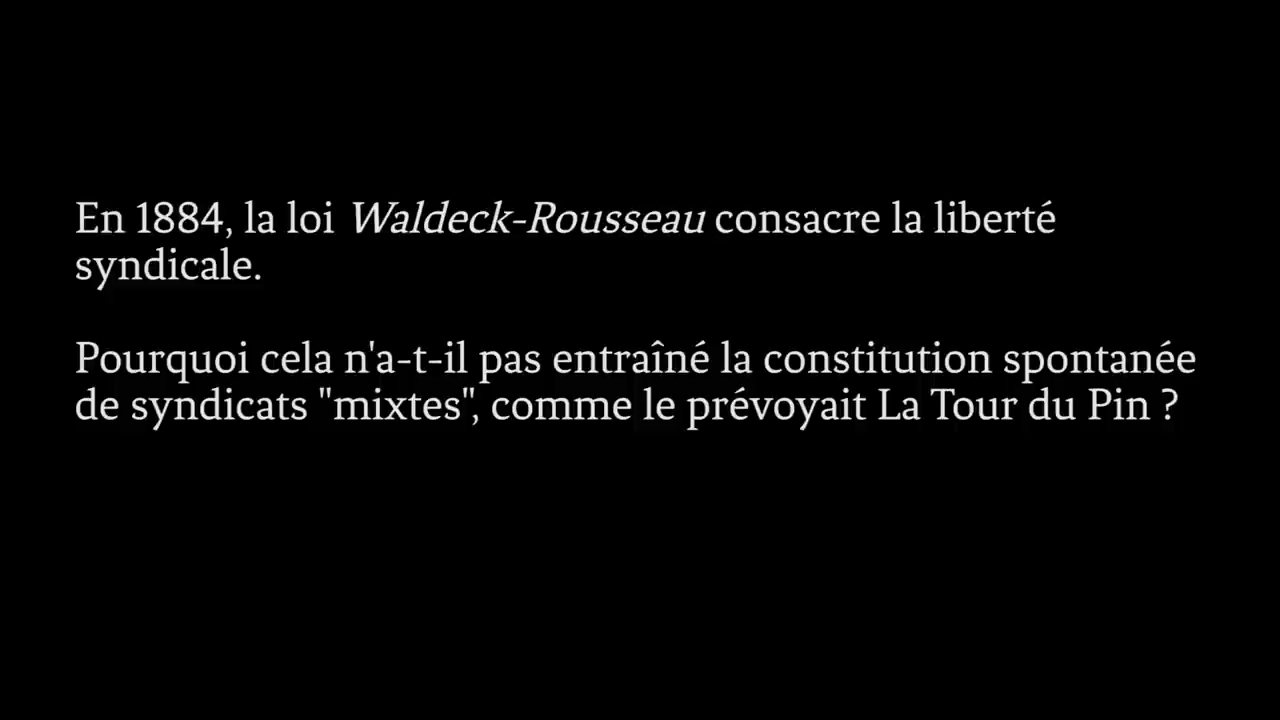 En 1884, la loi Waldeck-Rousseau consacre la liberté
syndicale.
Pourquoi cela n'a-t-il pas entraîné la constitution spontanée
de syndicats "mixtes", comme le prévoyait La Tour du Pin ?